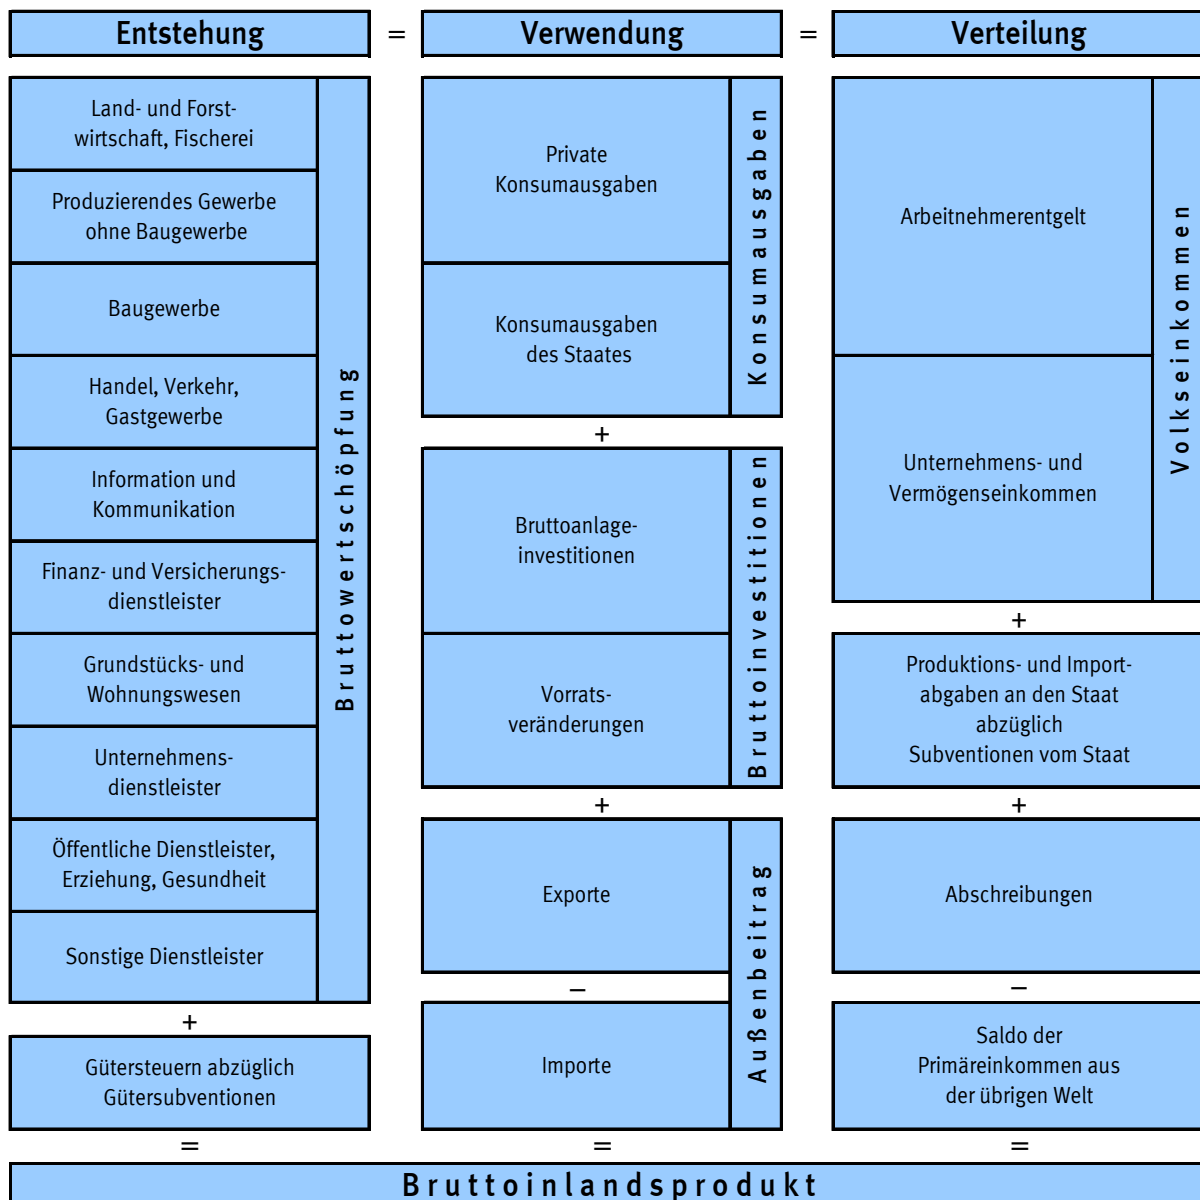 Entstehung
=
Verwendung
=
Verteilung
Land- und Forst-
wirtschaft, Fischerei
Produzierendes Gewerbe
ohne Baugewerbe
Baugewerbe
Handel, Verkehr,
Gastgewerbe
Information und
Kommunikation
Finanz- und Versicherungs-
dienstleister
Grundstücks- und
Wohnungswesen
Unternehmens-
dienstleister
Öffentliche Dienstleister,
Erziehung, Gesundheit
Sonstige Dienstleister
Bruttowertschöpfung
+
Gütersteuern abzüglich
Gütersubventionen
=
Private
Konsumausgaben
Konsumausgaben
des Staates
Konsumausgaben
+
Bruttoanlage-
investitionen
Vorrats-
veränderungen
Bruttoinvestitionen
+
Exporte
–
Importe
Außenbeitrag
=
Arbeitnehmerentgelt
Unternehmens- und
Vermögenseinkommen
Volkseinkommen
+
Produktions- und Import-
abgaben an den Staat
abzüglich
Subventionen vom Staat
+
Abschreibungen
–
Saldo der
Primäreinkommen aus
der übrigen Welt
=
Bruttoinlandsprodukt